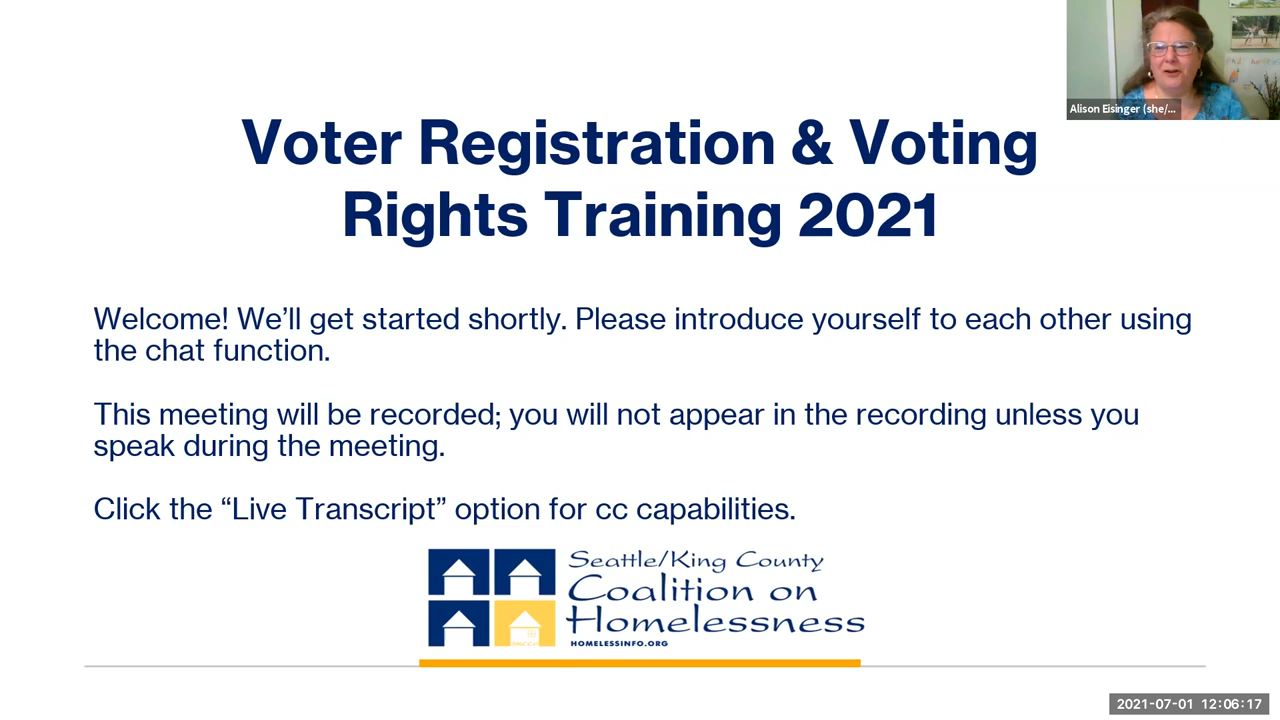 Alison Eisinger (she/...
Voter Registration & Voting
Rights Training 2021
Welcome! We’ll get started shortly. Please introduce yourself to each other using
the chat function.
This meeting will be recorded; you will not appear in the recording unless you
speak during the meeting.
Click the “Live Transcript” option for cc capabilities.
Seattle/King County
Coalition on
Homelessness
HOMELESSINFO.ORG
2021-07-01 12:06:17